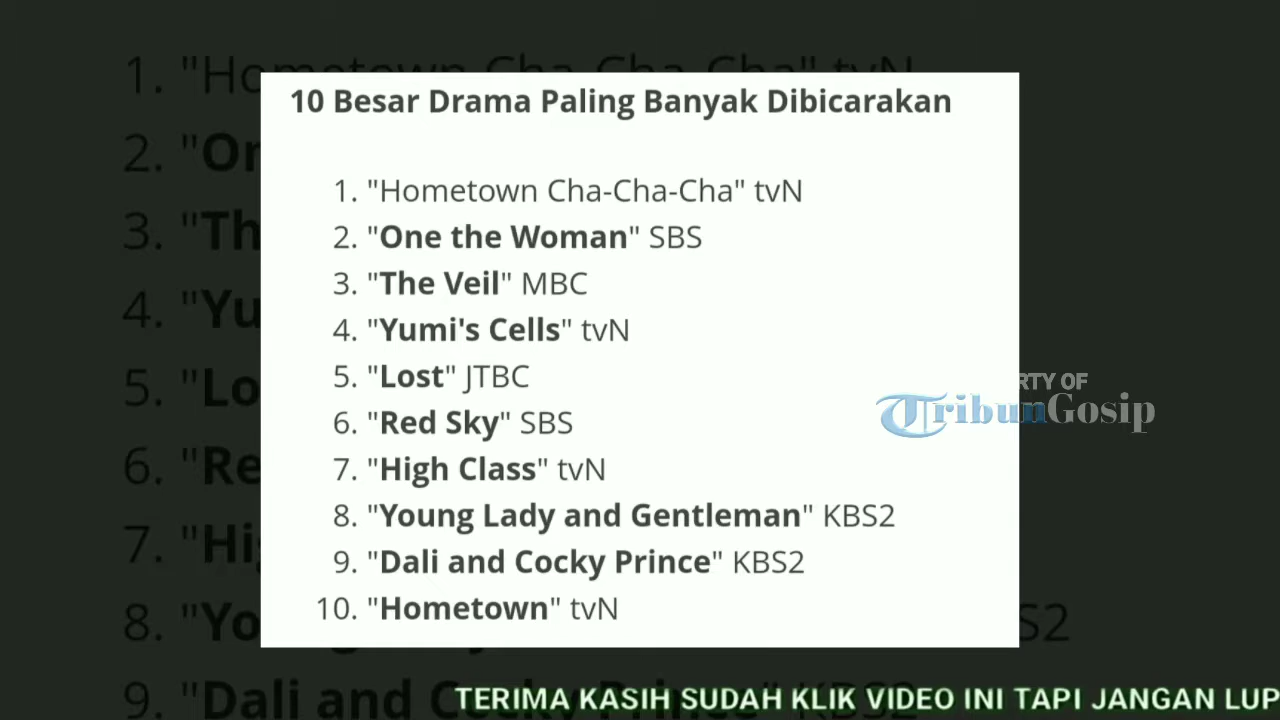 10 Besar Drama Paling Banyak Dibicarakan
1. "Hometown Cha-Cha-Cha" tvN
2. "One the Woman" SBS
3. "The Veil" MBC
4. "Yumi's Cells" tvN
5. "Lost" JTBC
6. "Red Sky" SBS
7. "High Class" tvN
8. "Young Lady and Gentleman" KBS2
9. "Dali and Cocky Prince" KBS2
10. "Hometown" tvN
RTY OF
TribunGosip
TERIMA KASIH SUDAH KLIK VIDEO INI TAPI JANGAN LUP